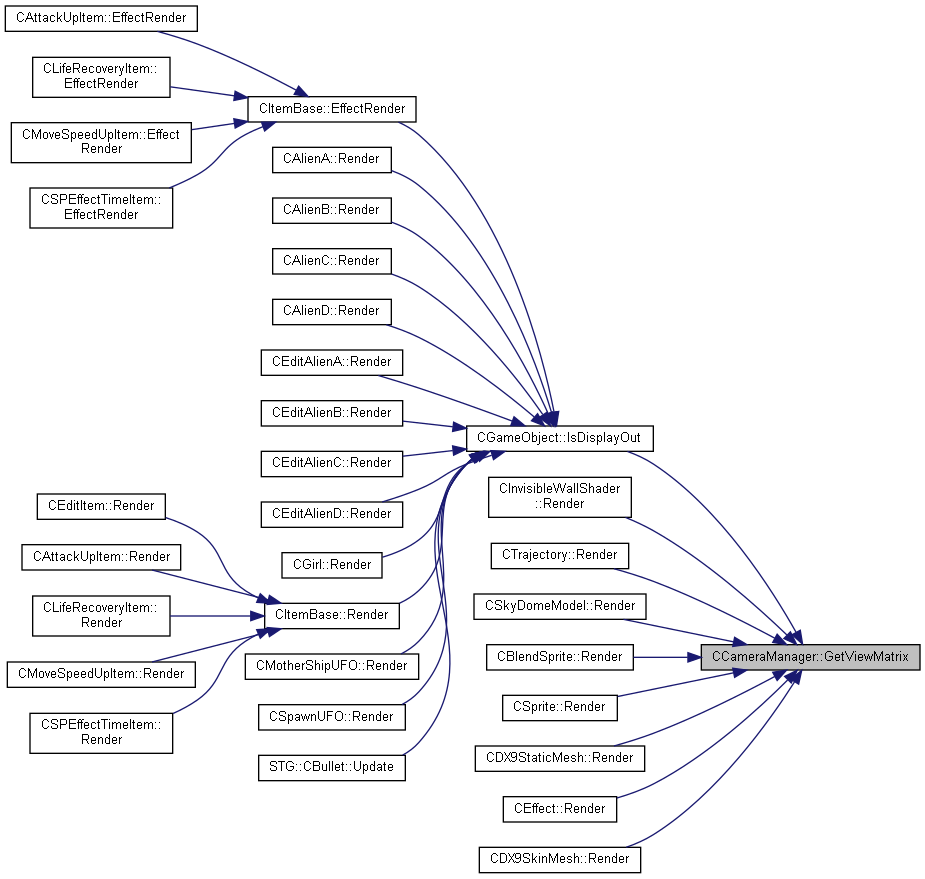 CAttackUpItem::EffectRender
CLifeRecoveryItem::
EffectRender
CItemBase::EffectRender
CMoveSpeedUpItem::Effect
Render
CSPEffectTimeItem::
EffectRender
CAlienA::Render
CAlienB::Render
CAlienC::Render
CAlienD::Render
CEditAlienA::Render
CEditAlienB::Render
CGameObject::IsDisplayOut
CEditAlienC::Render
CEditAlienD::Render
CInvisibleWallShader
::Render
CEditItem::Render
CAttackUpItem::Render
CTrajectory::Render
CGirl::Render
CLifeRecoveryItem::
Render
CItemBase::Render
CSkyDomeModel::Render
CMoveSpeedUpItem::Render
CMotherShipUFO::Render
CBlendSprite::Render
CCameraManager::GetViewMatrix
CSPEffectTimeItem::
Render
CSpawnUFO::Render
CSprite::Render
STG::CBullet::Update
CDX9StaticMesh::Render
CEffect::Render
CDX9SkinMesh::Render